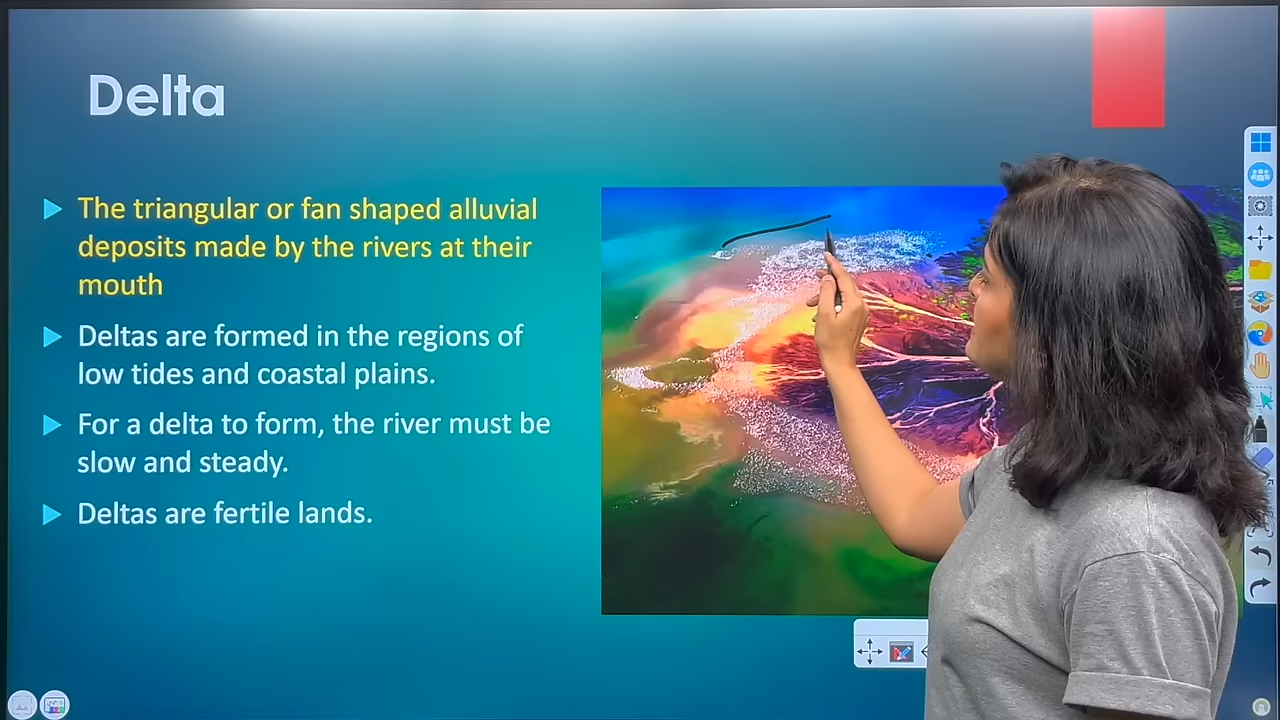 Delta
The triangular or fan shaped alluvial
deposits made by the rivers at their
mouth
Deltas are formed in the regions of
low tides and coastal plains.
For a delta to form, the river must be
slow and steady.
Deltas are fertile lands.